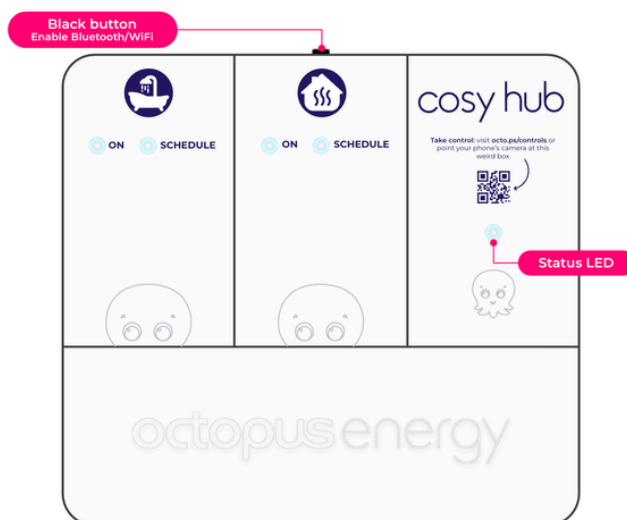 Black button
Enable Bluetooth/WiFi
ON
SCHEDULE
ON
SCHEDULE
cosy hub
Take control: visit octo.ps/controls or
point your phone's camera at this
weird box
Status LED
octopus energy